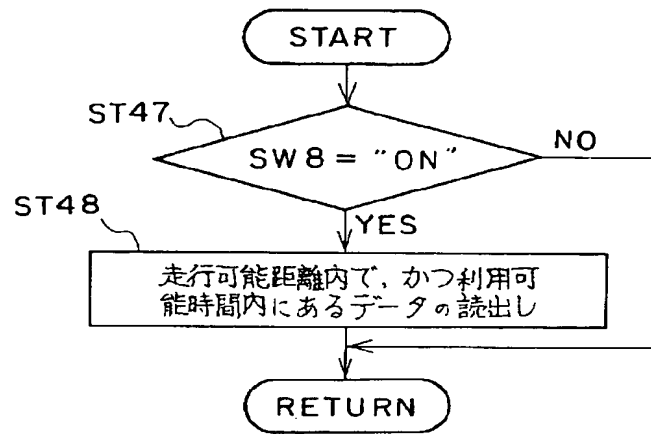 START
ST47
SW8="ON"
NO
ST48
YES
走行可能距離内で、かつ利用可
能時間内にあるデータの読出し
RETURN